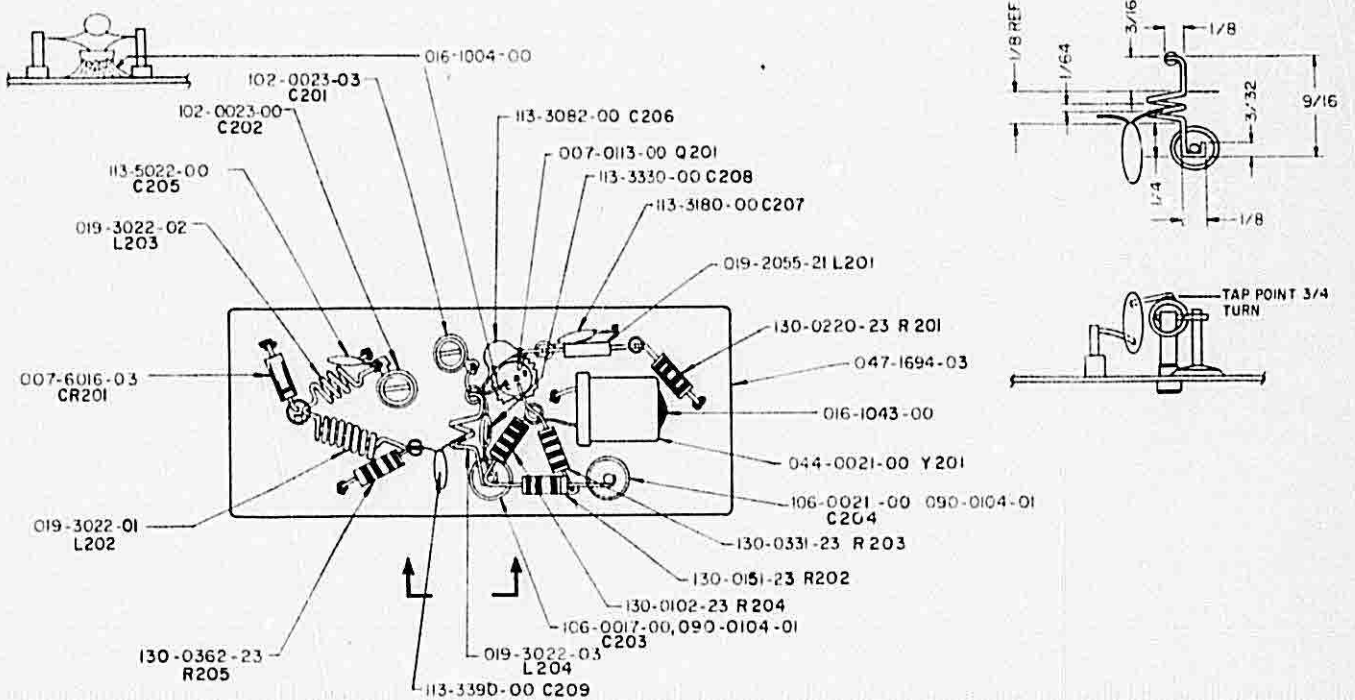 016-1004-00
102-0023-03
C201
102-0023-00
C202
113-5022-00
C205
019-3022-02
L203
007-6016-03
CR201
019-3022-01
L202
130-0362-23
R205
113-3390-00 C209
019-3022-03
L204
106-0017-00, 090-0104-01
C203
130-0102-23 R204
130-0151-23 R202
130-0331-23 R203
106-0021-00 090-0104-01
C204
044-0021-00 Y201
016-1043-00
047-1694-03
130-0220-23 R201
019-2055-21 L201
113-3180-00 C207
113-3330-00 C208
007-0113-00 Q201
113-3082-00 C206
1/8 REF
1/64
3/16
1/8
3/32
9/16
1/4
1/8
TAP POINT 3/4
TURN